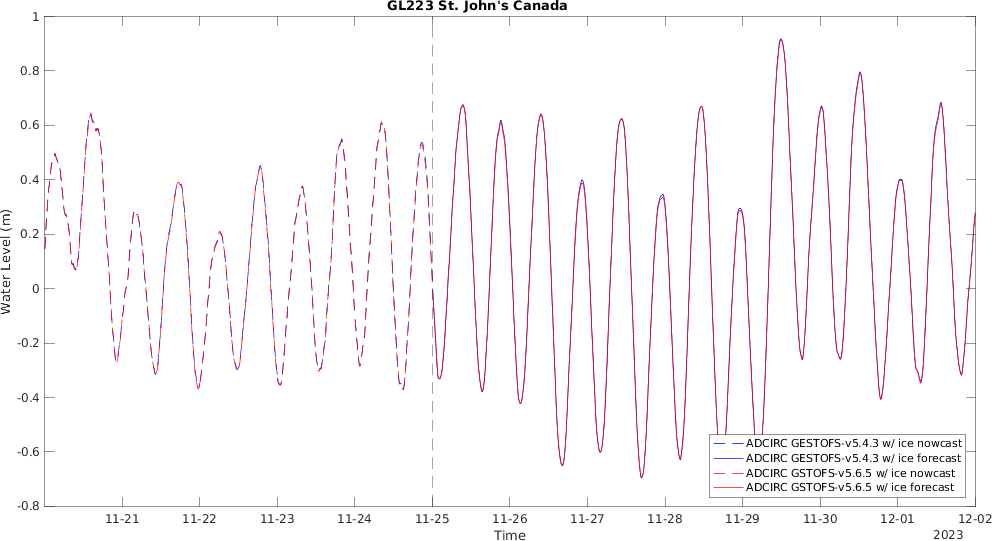 GL223 St. John's Canada
Water Level (m)
1
0.8
0.6
0.4
0.2
0
-0.2
-0.4
-0.6
-0.8
ADCIRC GESTOFS-v5.4.3 w/ ice nowcast
ADCIRC GESTOFS-v5.4.3 w/ ice forecast
ADCIRC GSTOFS-v5.6.5 w/ ice nowcast
ADCIRC GSTOFS-v5.6.5 w/ ice forecast
11-21 11-22 11-23 11-24 11-25 11-26 11-27 11-28 11-29 11-30 12-01 12-02
Time
2023